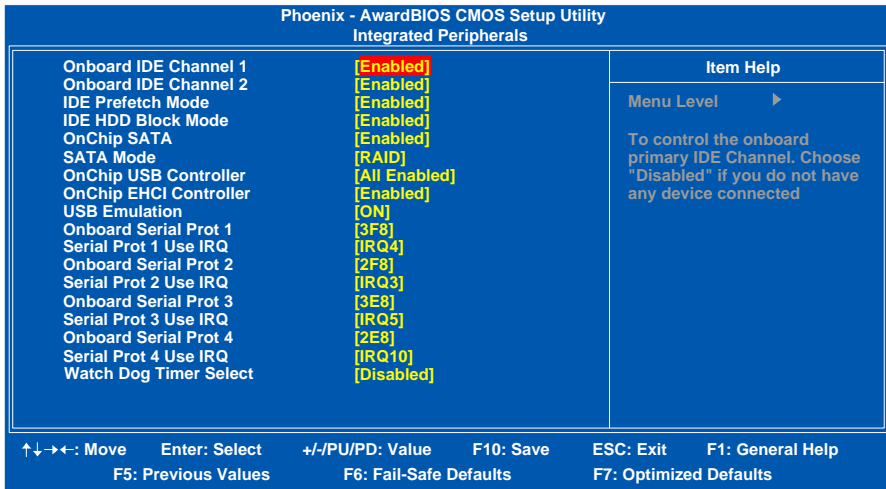 Phoenix - AwardBIOS CMOS Setup Utility
Integrated Peripherals
Onboard IDE Channel 1 [Enabled]
Onboard IDE Channel 2 [Enabled]
IDE Prefetch Mode [Enabled]
IDE HDD Block Mode [Enabled]
OnChip SATA [Enabled]
SATA Mode [RAID]
OnChip USB Controller [All Enabled]
OnChip EHCI Controller [Enabled]
USB Emulation [ON]
Onboard Serial Prot 1 [3F8]
Serial Prot 1 Use IRQ [IRQ4]
Onboard Serial Prot 2 [2F8]
Serial Prot 2 Use IRQ [IRQ3]
Onboard Serial Prot 3 [3E8]
Serial Prot 3 Use IRQ [IRQ5]
Onboard Serial Prot 4 [2E8]
Serial Prot 4 Use IRQ [IRQ10]
Watch Dog Timer Select [Disabled]
Item Help
Menu Level ▶
To control the onboard
primary IDE Channel. Choose
"Disabled" if you do not have
any device connected
↑↓→←: Move Enter: Select +/-/PU/PD: Value F10: Save ESC: Exit F1: General Help
F5: Previous Values F6: Fail-Safe Defaults F7: Optimized Defaults